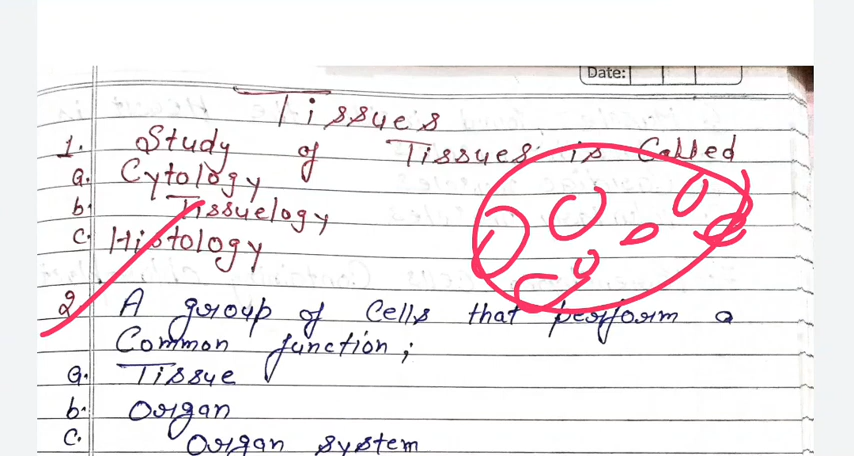 Date:
Tissues
1. Study of Tissues is Called
a. Cytology
b. Tissuelogy
c. Histology
2. A group of Cells that perform a
Common function;
a. Tissue
b. Organ
c. Organ system